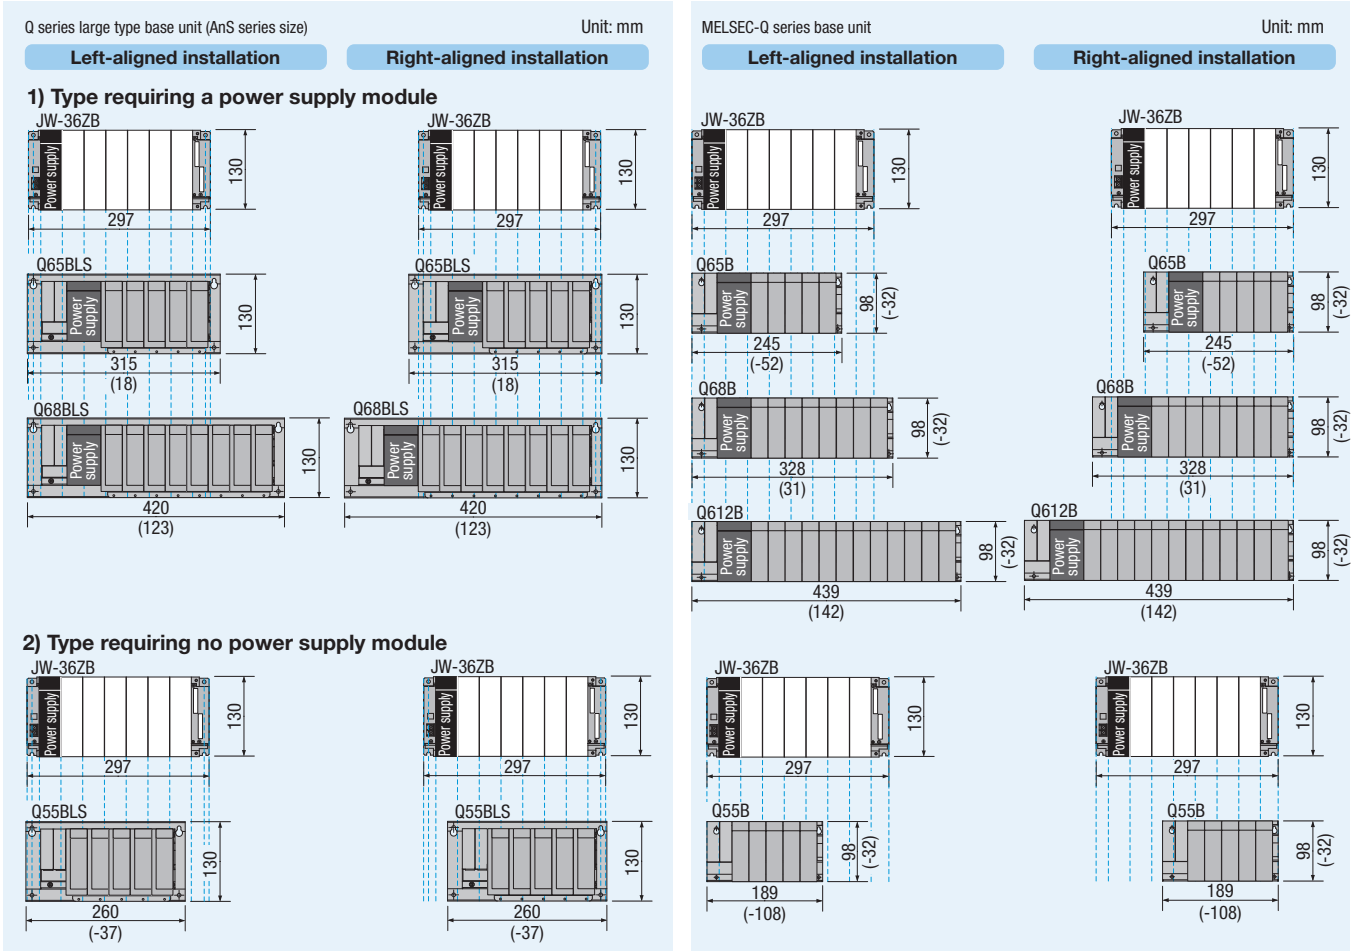 Q series large type base unit (AnS series size)
Unit: mm
Left-aligned installation
Right-aligned installation
1) Type requiring a power supply module
JW-36ZB
Power supply
130
297
JW-36ZB
Power supply
130
297
Q65BLS
Power supply
130
315
(18)
Q65BLS
Power supply
130
315
(18)
Q68BLS
Power supply
130
420
(123)
Q68BLS
Power supply
130
420
(123)
2) Type requiring no power supply module
JW-36ZB
Power supply
130
297
JW-36ZB
Power supply
130
297
Q55BLS
130
260
(-37)
Q55BLS
130
260
(-37)
MELSEC-Q series base unit
Unit: mm
Left-aligned installation
Right-aligned installation
JW-36ZB
Power supply
130
297
JW-36ZB
Power supply
130
297
Q65B
Power supply
98
(-32)
245
(-52)
Q65B
Power supply
98
(-32)
245
(-52)
Q68B
Power supply
98
(-32)
328
(31)
Q68B
Power supply
98
(-32)
328
(31)
Q612B
Power supply
98
(-32)
439
(142)
Q612B
Power supply
98
(-32)
439
(142)
JW-36ZB
Power supply
130
297
JW-36ZB
Power supply
130
297
Q55B
98
(-32)
189
(-108)
Q55B
98
(-32)
189
(-108)